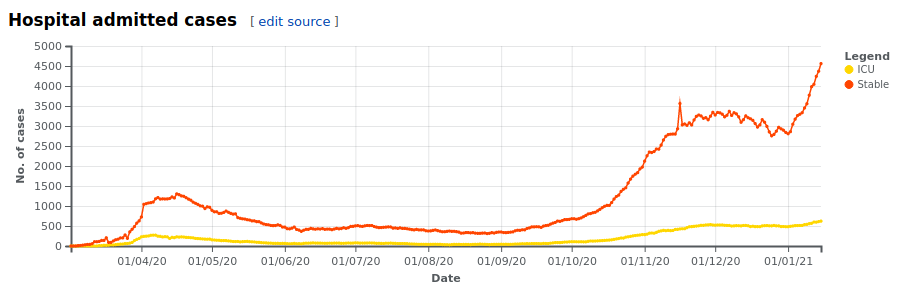 Hospital admitted cases [ edit source ]
Legend
ICU
Stable
No. of cases
5000
4500
4000
3500
3000
2500
2000
1500
1000
500
0
01/04/20 01/05/20 01/06/20 01/07/20 01/08/20 01/09/20 01/10/20 01/11/20 01/12/20 01/01/21
Date